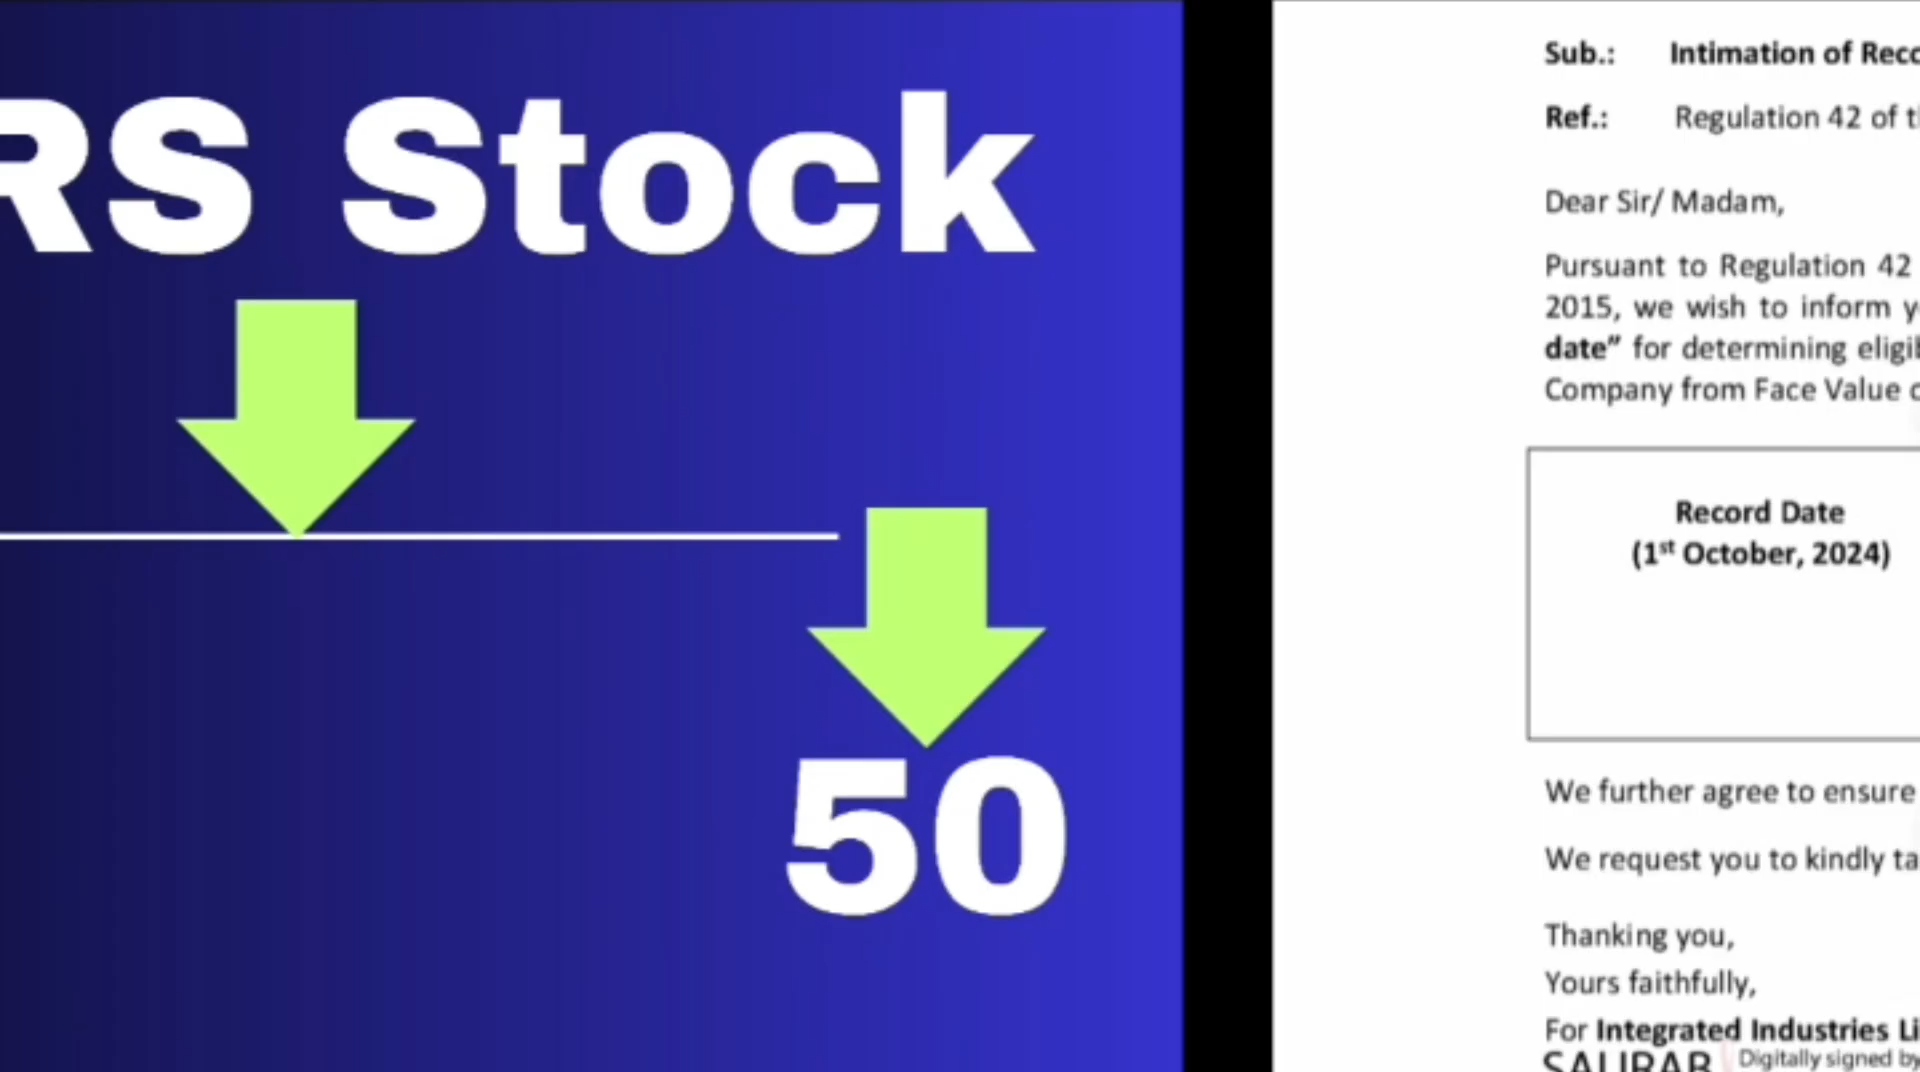 RS Stock
50
Sub.: Intimation of Reco
Ref.: Regulation 42 of th
Dear Sir/ Madam,
Pursuant to Regulation 42
2015, we wish to inform y
date” for determining eligib
Company from Face Value o
Record Date
(1st October, 2024)
We further agree to ensure
We request you to kindly ta
Thanking you,
Yours faithfully,
For Integrated Industries Li
SAURAB Digitally signed by